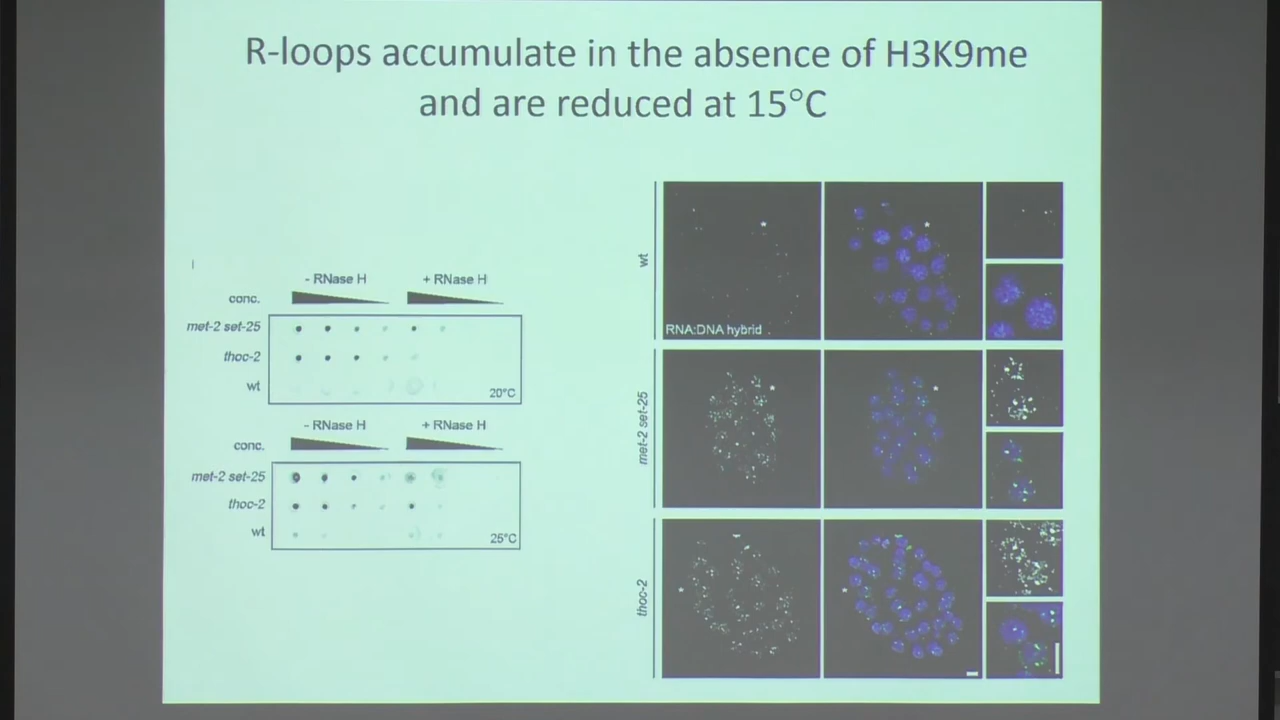 R-loops accumulate in the absence of H3K9me
and are reduced at 15°C
- RNase H
+ RNase H
conc.
met-2 set-25
thoc-2
wt
20°C
- RNase H
+ RNase H
conc.
met-2 set-25
thoc-2
wt
25°C
wt
RNA:DNA hybrid
met-2 set-25
thoc-2